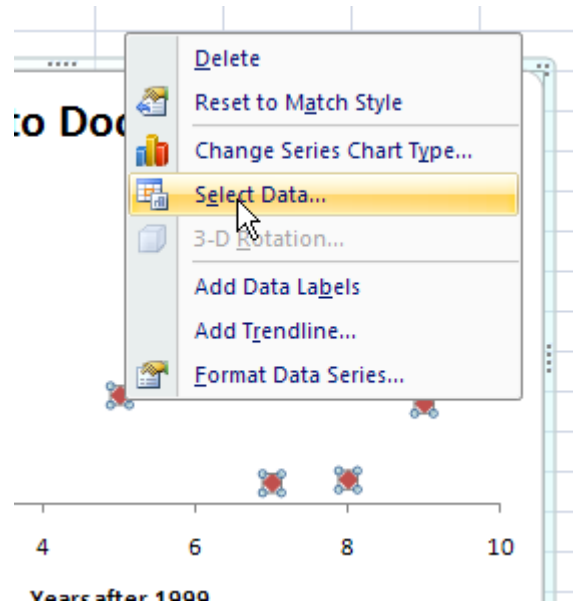 Delete
to Doc
Reset to Match Style
Change Series Chart Type...
Select Data...
3-D Rotation...
Add Data Labels
Add Trendline...
Format Data Series...
4 6 8 10
Years after 1999